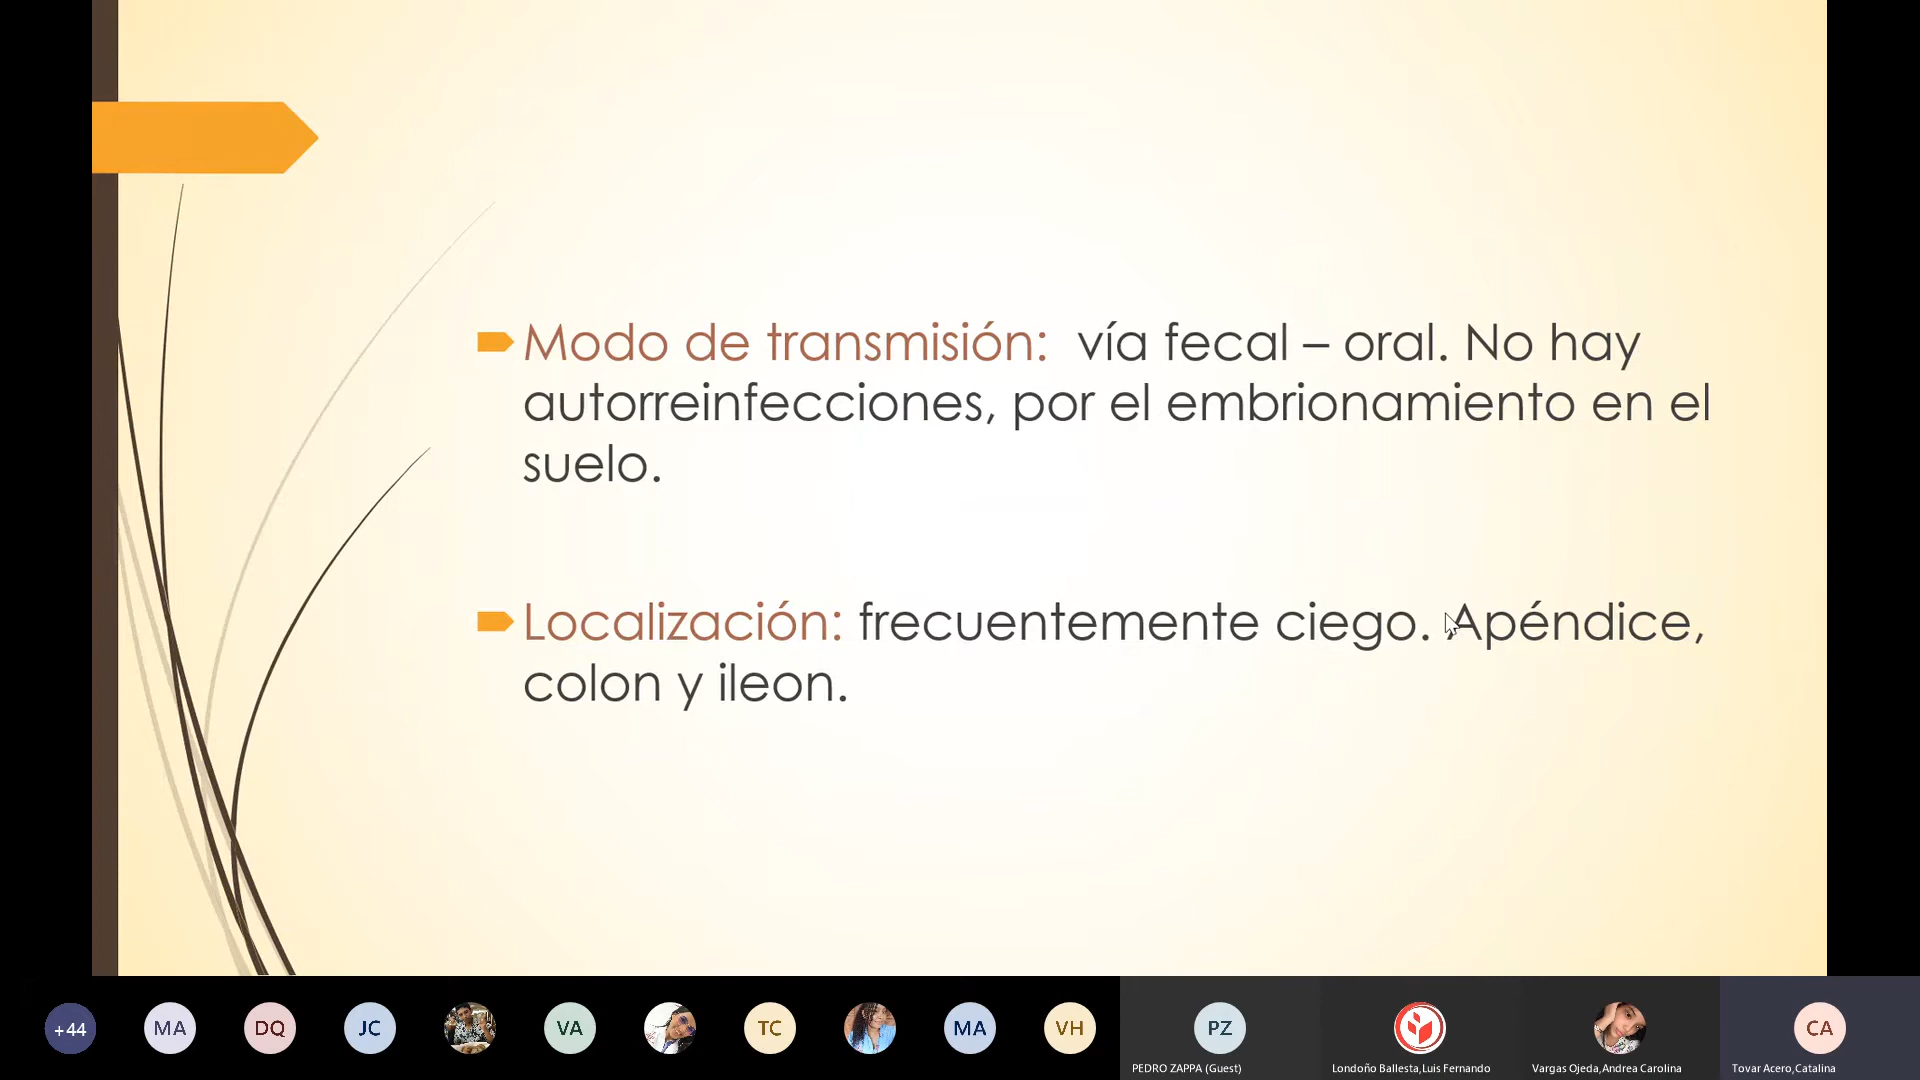 Modo de transmisión: vía fecal – oral. No hay
autorreinfecciones, por el embrionamiento en el
suelo.
Localización: frecuentemente ciego. Apéndice,
colon y ileon.
+44
MA
DQ
JC
VA
TC
MA
VH
PZ
CA
PEDRO ZAPPA (Guest)
Londoño Ballesta,Luis Fernando
Vargas Ojeda,Andrea Carolina
Tovar Acero,Catalina